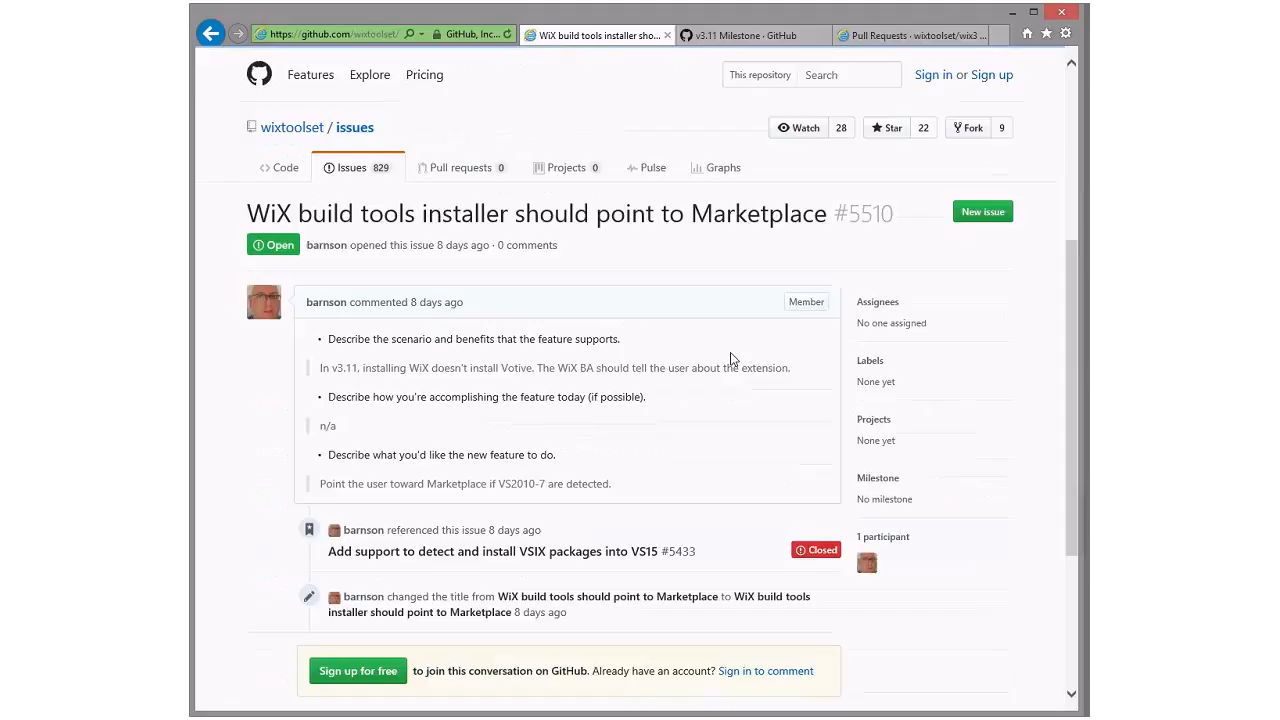 https://github.com/wixtoolset/ GitHub, Inc... WiX build tools installer sho... v3.11 Milestone · GitHub Pull Requests · wixtoolset/wix3 ...
Features Explore Pricing This repository Search Sign in or Sign up
wixtoolset / issues Watch 28 Star 22 Fork 9
Code Issues 829 Pull requests 0 Projects 0 Pulse Graphs
WiX build tools installer should point to Marketplace #5510 New issue
Open barnson opened this issue 8 days ago · 0 comments
barnson commented 8 days ago Member
• Describe the scenario and benefits that the feature supports.
In v3.11, installing WiX doesn't install Votive. The WiX BA should tell the user about the extension.
• Describe how you're accomplishing the feature today (if possible).
n/a
• Describe what you'd like the new feature to do.
Point the user toward Marketplace if VS2010-7 are detected.
Assignees
No one assigned
Labels
None yet
Projects
None yet
Milestone
No milestone
1 participant
barnson referenced this issue 8 days ago
Add support to detect and install VSIX packages into VS15 #5433 Closed
barnson changed the title from WiX build tools should point to Marketplace to WiX build tools
installer should point to Marketplace 8 days ago
Sign up for free to join this conversation on GitHub. Already have an account? Sign in to comment